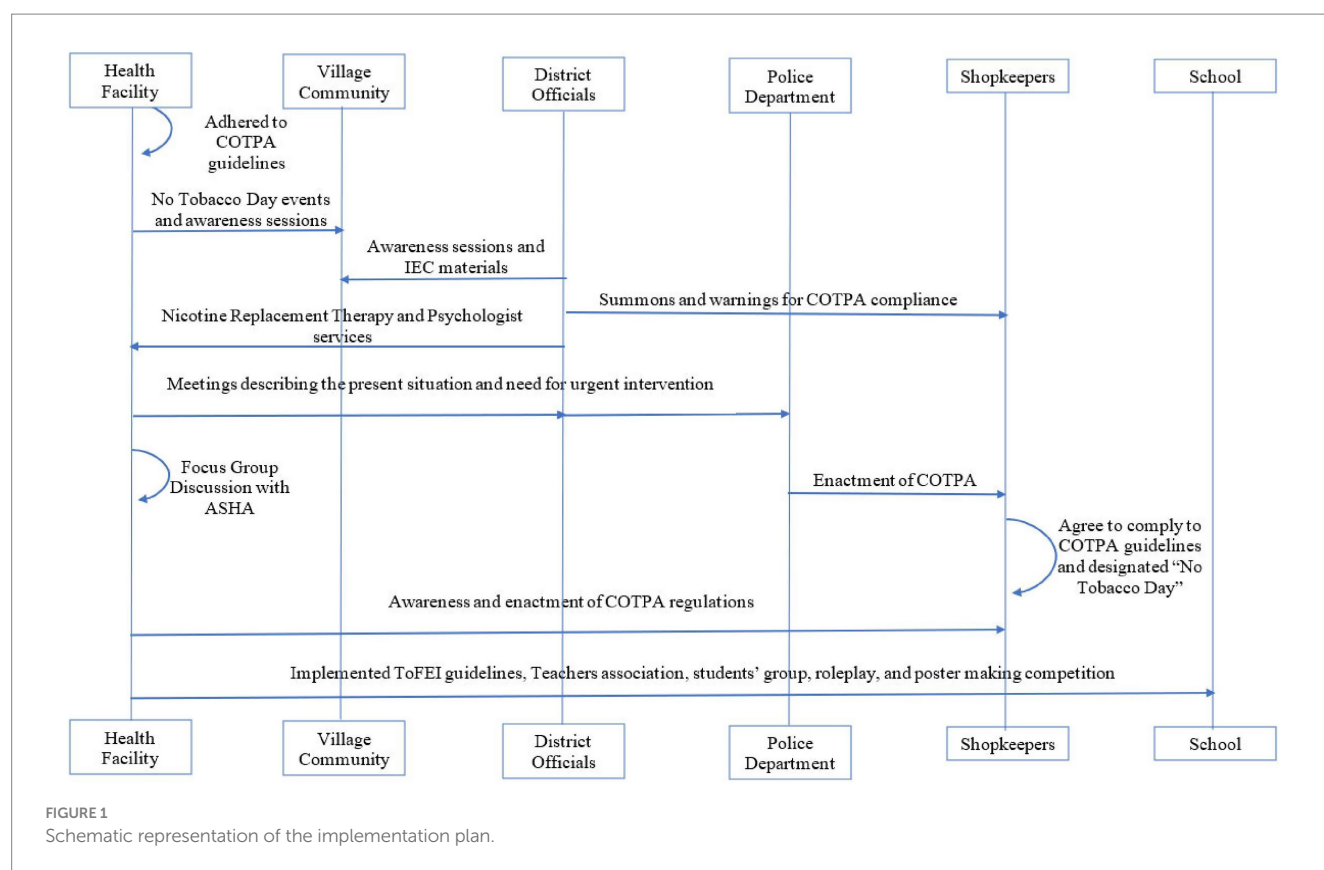 Health
Facility
Village
Community
District
Officials
Police
Department
Shopkeepers
School
Adhered to
COTPA
guidelines
No Tobacco Day events
and awareness sessions
Awareness sessions and
IEC materials
Summons and warnings for COTPA compliance
Nicotine Replacement Therapy and Psychologist
services
Meetings describing the present situation and need for urgent intervention
Focus Group
Discussion with
ASHA
Enactment of COTPA
Agree to comply to
COTPA guidelines
and designated “No
Tobacco Day”
Awareness and enactment of COTPA regulations
Implemented ToFEI guidelines, Teachers association, students’ group, roleplay, and poster making competition
Health
Facility
Village
Community
District
Officials
Police
Department
Shopkeepers
School
FIGURE 1
Schematic representation of the implementation plan.